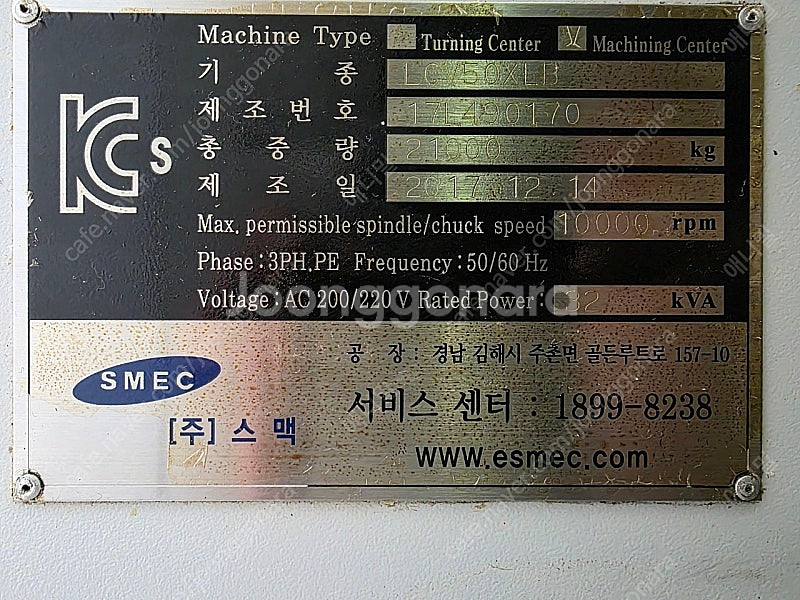 Machine Type Turning Center V Machining Center
기 종 LCV50XLB
제조번호 17L490170
총 중 량 21000 kg
제 조 일 2017.12.14
Max. permissible spindle/chuck speed 10000 rpm
Phase : 3PH.PE Frequency : 50/60 Hz
Voltage : AC 200/220 V Rated Power : 32 kVA
KCs
공 장 : 경남 김해시 주촌면 골든루트로 157-10
SMEC
[주] 스 맥
서비스 센터 : 1899-8238
www.esmec.com
Joonggonara